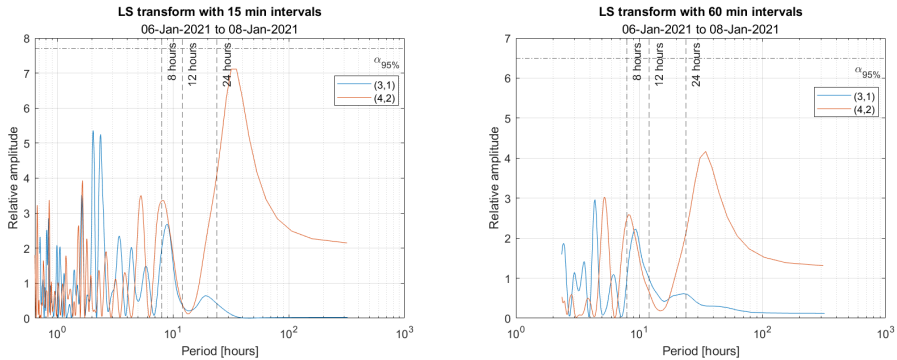 LS transform with 15 min intervals
06-Jan-2021 to 08-Jan-2021
8
7
6
5
4
3
2
1
0
Relative amplitude
8 hours
12 hours
24 hours
α95%
(3,1)
(4,2)
10^0
10^1
10^2
10^3
Period [hours]
LS transform with 60 min intervals
06-Jan-2021 to 08-Jan-2021
7
6
5
4
3
2
1
0
Relative amplitude
8 hours
12 hours
24 hours
α95%
(3,1)
(4,2)
10^0
10^1
10^2
10^3
Period [hours]